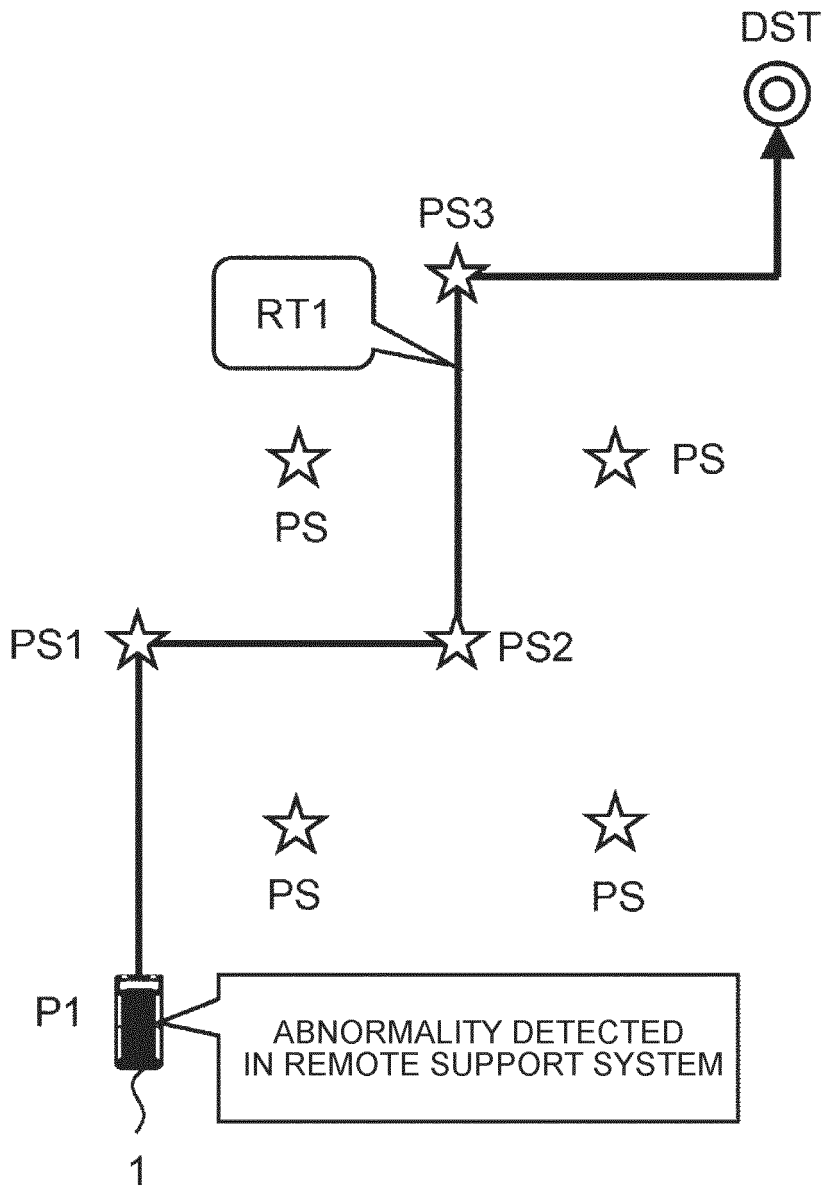 DST
PS3
RT1
PS
PS
PS1
PS2
PS
PS
P1
ABNORMALITY DETECTED
IN REMOTE SUPPORT SYSTEM
1